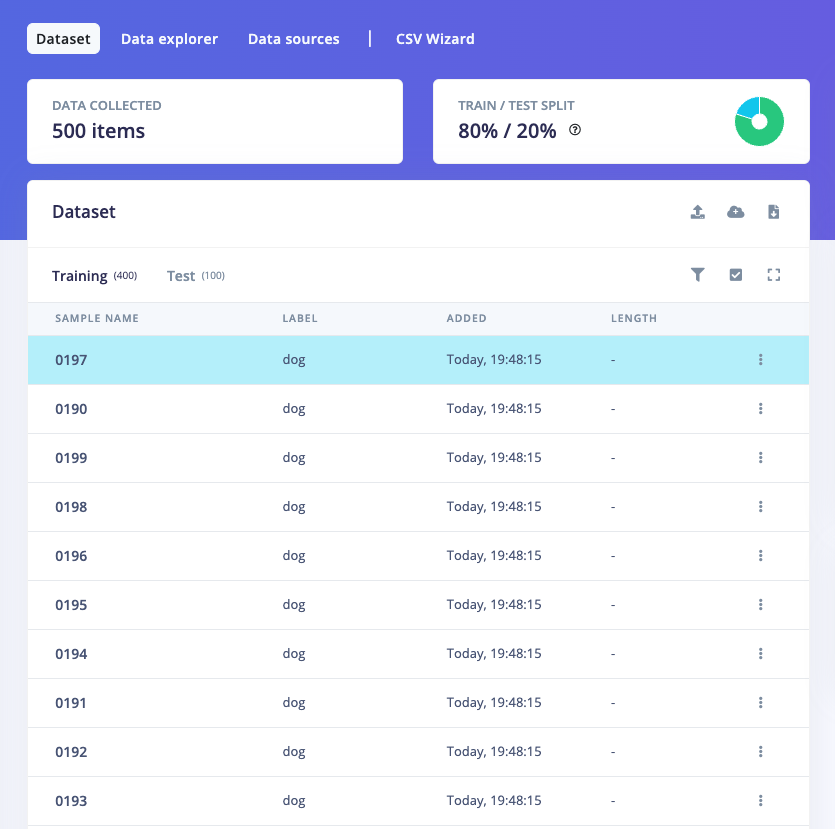 Dataset Data explorer Data sources | CSV Wizard
DATA COLLECTED
500 items
TRAIN / TEST SPLIT
80% / 20% ?
Dataset
Training (400) Test (100)
SAMPLE NAME LABEL ADDED LENGTH
0197 dog Today, 19:48:15 -
0190 dog Today, 19:48:15 -
0199 dog Today, 19:48:15 -
0198 dog Today, 19:48:15 -
0196 dog Today, 19:48:15 -
0195 dog Today, 19:48:15 -
0194 dog Today, 19:48:15 -
0191 dog Today, 19:48:15 -
0192 dog Today, 19:48:15 -
0193 dog Today, 19:48:15 -